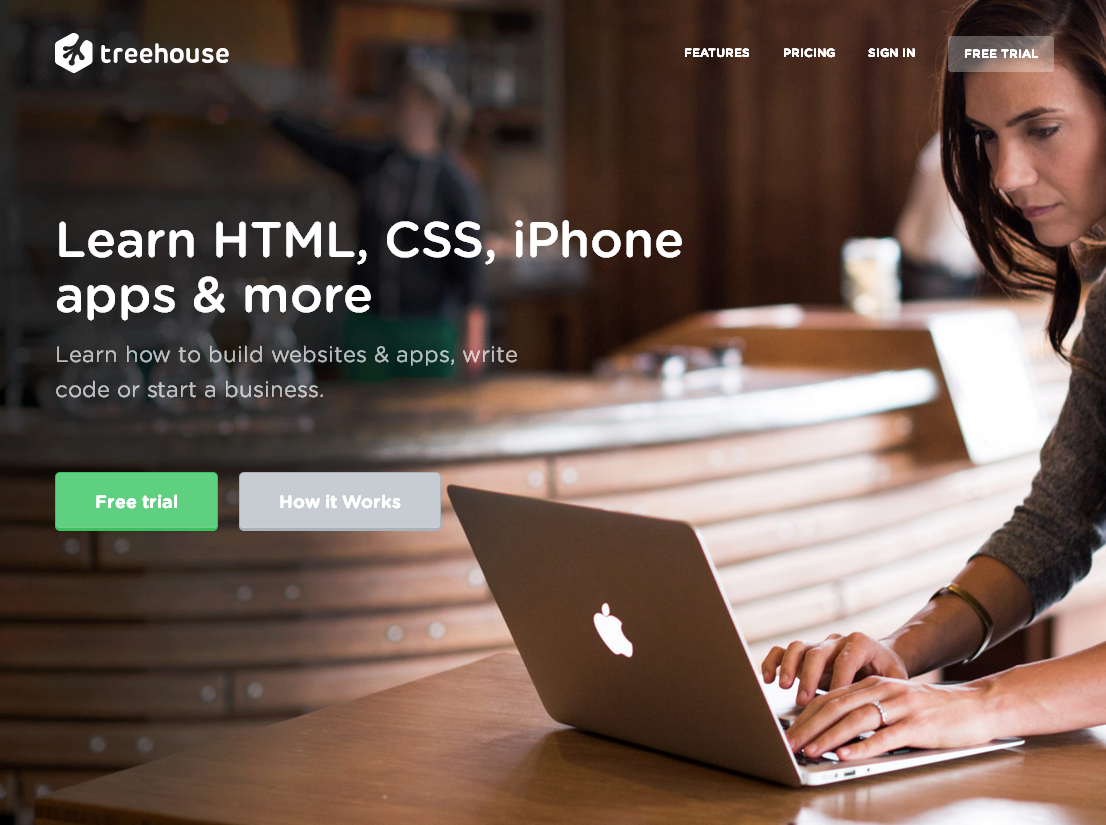 treehouse
FEATURES PRICING SIGN IN FREE TRIAL
Learn HTML, CSS, iPhone
apps & more
Learn how to build websites & apps, write
code or start a business.
Free trial How it Works